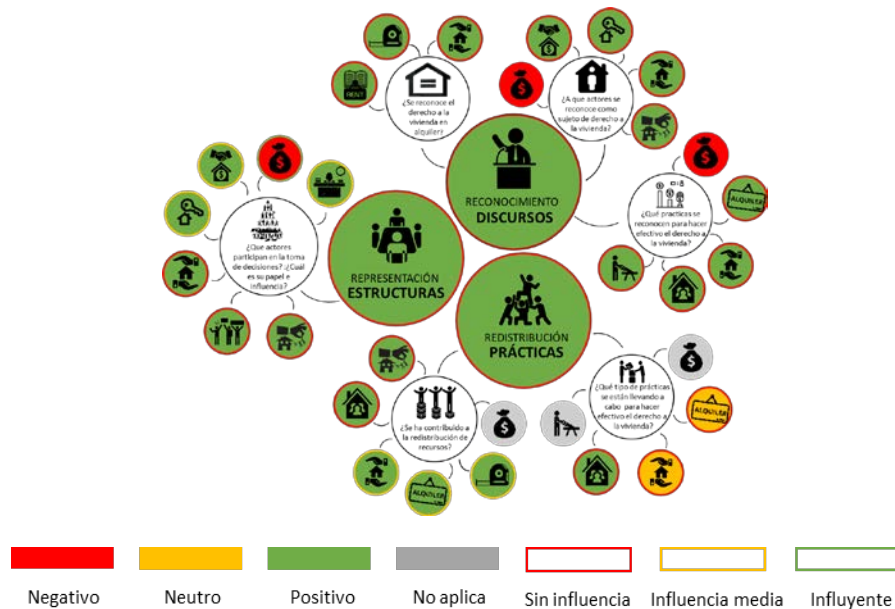 RENT
¿Se reconoce el
derecho a la
vivienda en
alquiler?
¿A que actores se
reconoce como
sujeto de derecho a
la vivienda?
RECONOCIMIENTO
DISCURSOS
¿Qué practicas se
reconocen para hacer
efectivo el derecho a
la vivienda?
ALQUILER
¿Que actores
participan en la toma
de decisiones? ¿Cuál
es su papel e
influencia?
REPRESENTACIÓN
ESTRUCTURAS
REDISTRIBUCIÓN
PRÁCTICAS
¿Se ha contribuido a
la redistribución de
recursos?
ALQUILER
¿Qué tipo de prácticas
se están llevando a
cabo para hacer
efectivo el derecho a
la vivienda?
ALQUILER
Negativo
Neutro
Positivo
No aplica
Sin influencia
Influencia media
Influyente